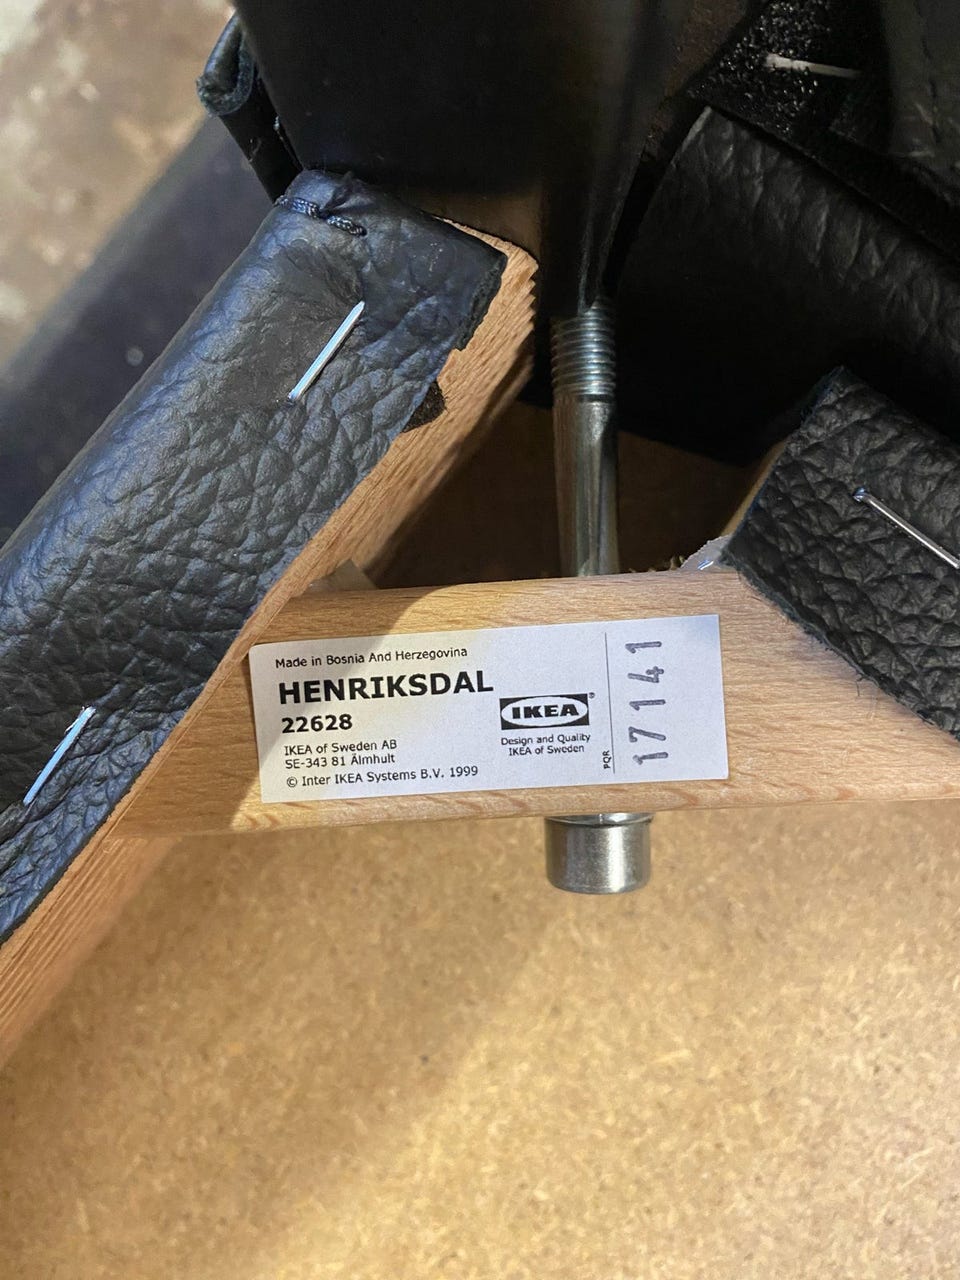 Made in Bosnia And Herzegovina
HENRIKSDAL
22628
IKEA of Sweden AB
SE-343 81 Älmhult
© Inter IKEA Systems B.V. 1999
IKEA®
Design and Quality
IKEA of Sweden
PQR
17141